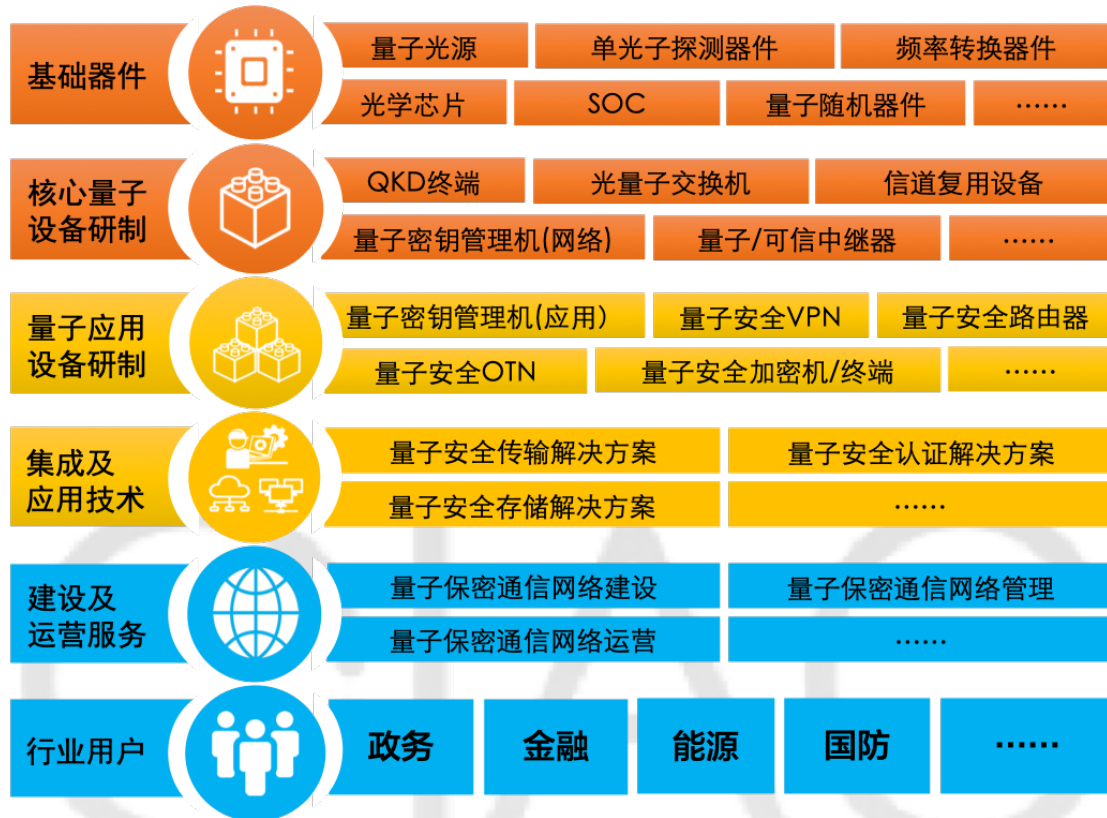 基础器件
量子光源 单光子探测器件 频率转换器件
光学芯片 SOC 量子随机器件 ……
核心量子
设备研制
QKD终端 光量子交换机 信道复用设备
量子密钥管理机(网络) 量子/可信中继器 ……
量子应用
设备研制
量子密钥管理机(应用） 量子安全VPN 量子安全路由器
量子安全OTN 量子安全加密机/终端 ……
集成及
应用技术
量子安全传输解决方案 量子安全认证解决方案
量子安全存储解决方案 ……
建设及
运营服务
量子保密通信网络建设 量子保密通信网络管理
量子保密通信网络运营 ……
行业用户
政务 金融 能源 国防 ……